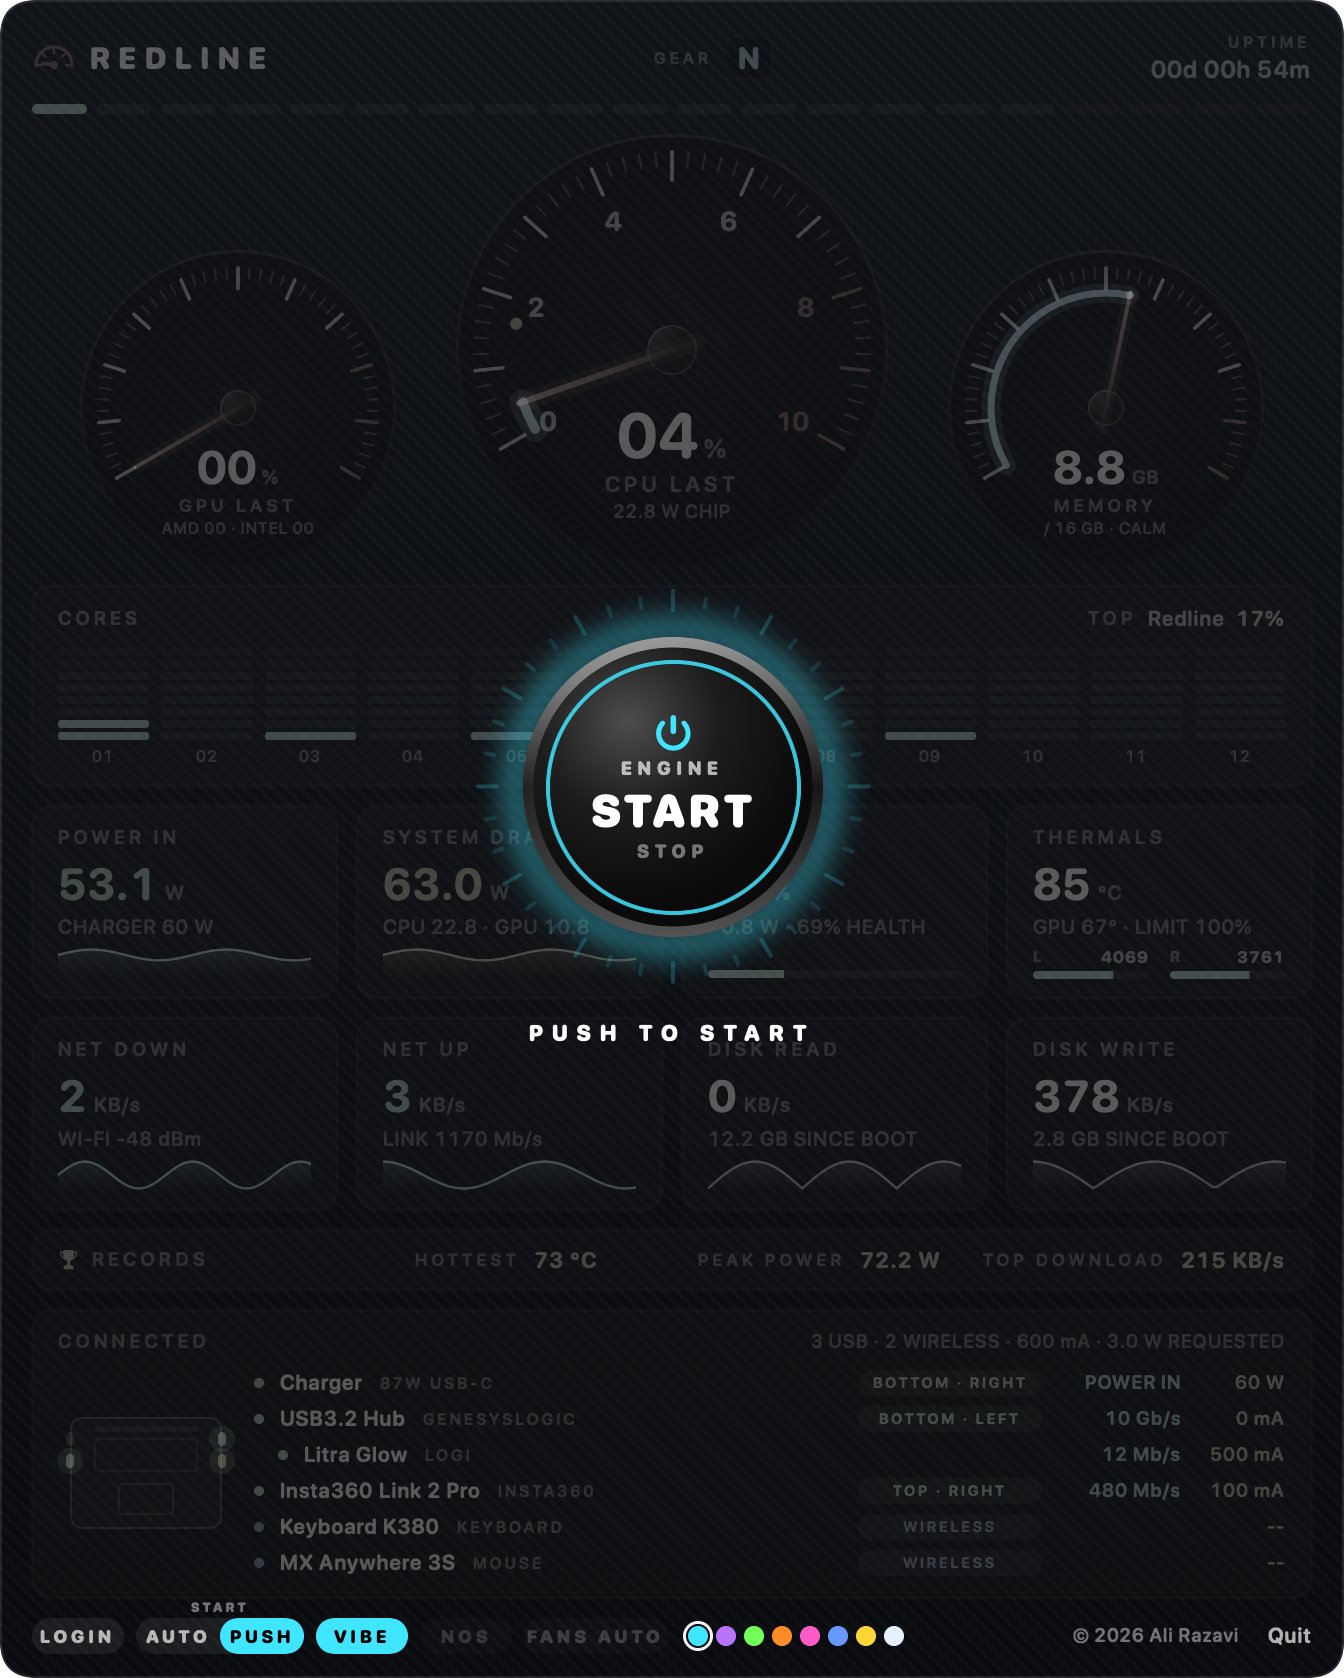 REDLINE
GEAR N
UPTIME
00d 00h 54m
4 6
2 8
0 10
04 %
CPU LAST
22.8 W CHIP
00 %
GPU LAST
AMD 00 · INTEL 00
8.8 GB
MEMORY
/ 16 GB · CALM
CORES
TOP Redline 17%
01 02 03 04 05 08 09 10 11 12
ENGINE
START
STOP
POWER IN
53.1 W
CHARGER 60 W
SYSTEM DRA
63.0 W
CPU 22.8 · GPU 10.8
%
0.8 W · 69% HEALTH
THERMALS
85 °C
GPU 67° · LIMIT 100%
L 4069 R 3761
PUSH TO START
NET DOWN
2 KB/s
WI-FI -48 dBm
NET UP
3 KB/s
LINK 1170 Mb/s
DISK READ
0 KB/s
12.2 GB SINCE BOOT
DISK WRITE
378 KB/s
2.8 GB SINCE BOOT
RECORDS HOTTEST 73 °C PEAK POWER 72.2 W TOP DOWNLOAD 215 KB/s
CONNECTED 3 USB · 2 WIRELESS · 600 mA · 3.0 W REQUESTED
Charger 87W USB-C BOTTOM · RIGHT POWER IN 60 W
USB3.2 Hub GENESYSLOGIC BOTTOM · LEFT 10 Gb/s 0 mA
Litra Glow LOGI 12 Mb/s 500 mA
Insta360 Link 2 Pro INSTA360 TOP · RIGHT 480 Mb/s 100 mA
Keyboard K380 KEYBOARD WIRELESS --
MX Anywhere 3S MOUSE WIRELESS --
START
LOGIN AUTO PUSH VIBE NOS FANS AUTO © 2026 Ali Razavi Quit